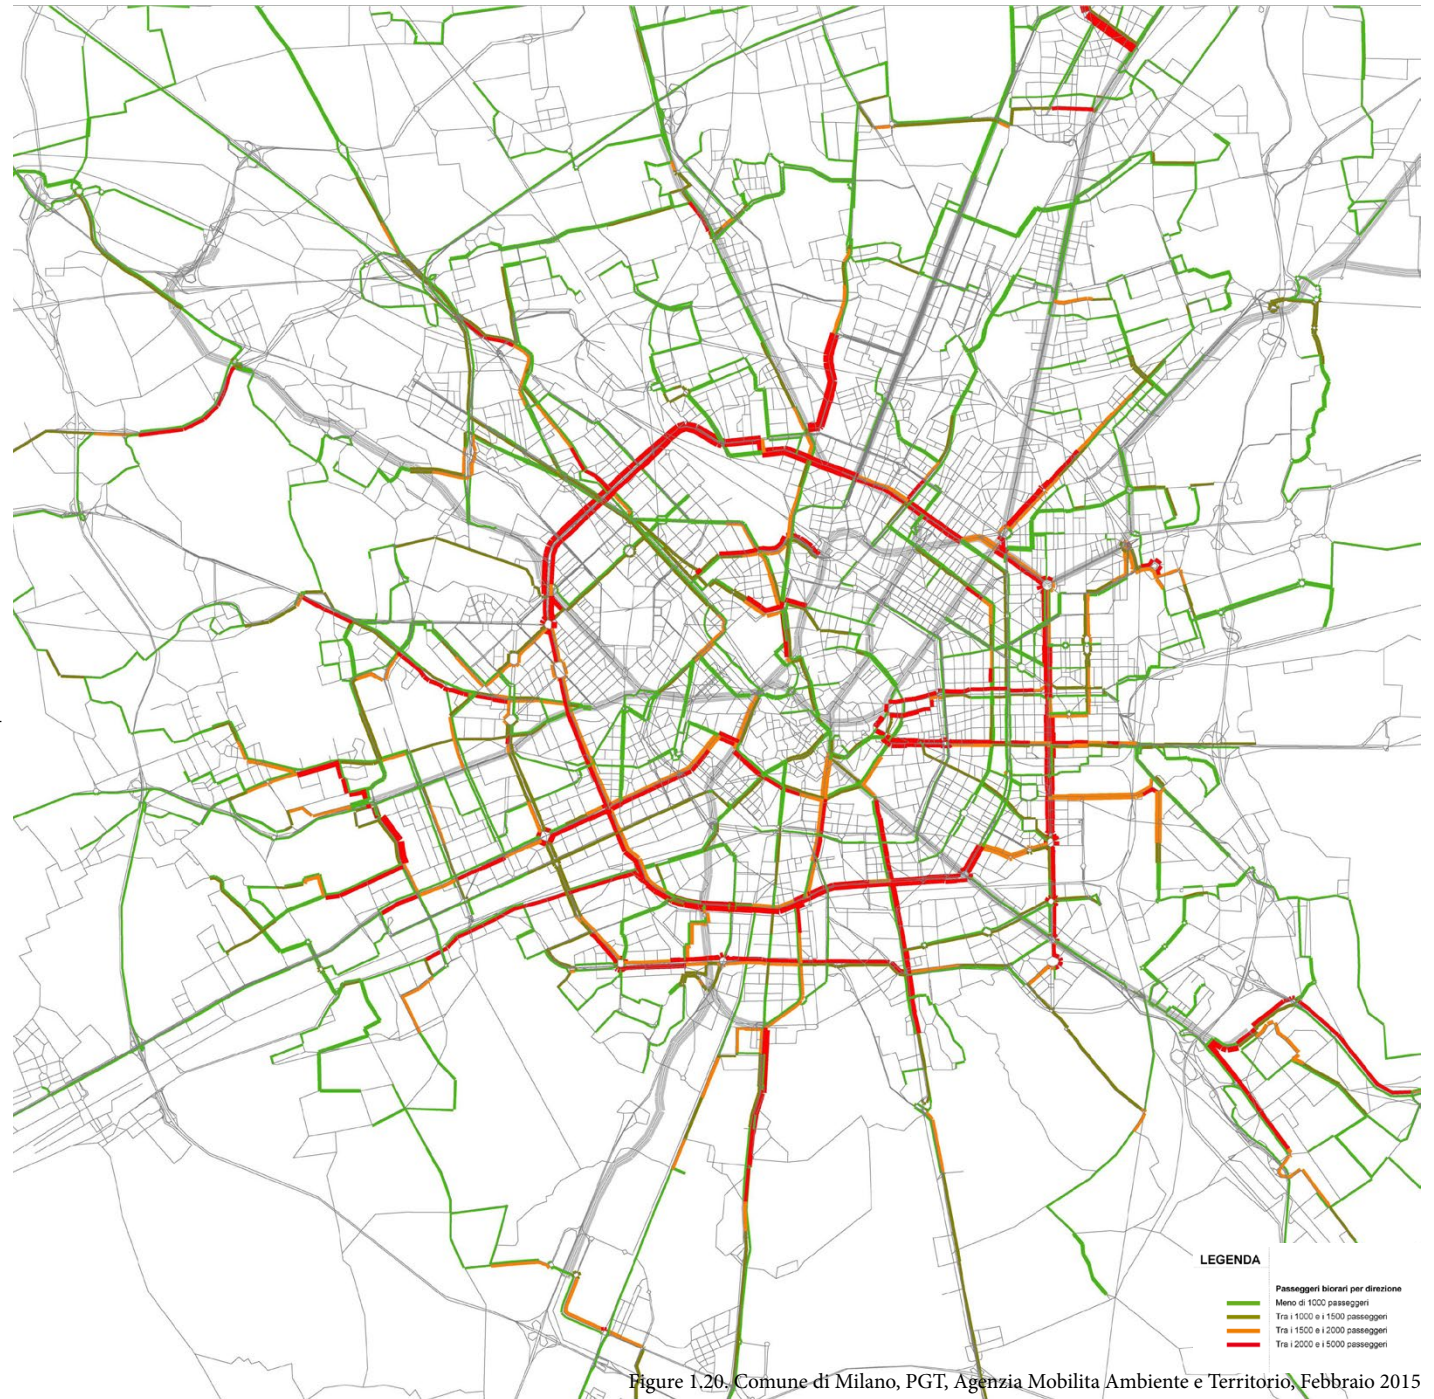 LEGENDA
Passeggeri biorari per direzione
Meno di 1000 passeggeri
Tra i 1000 e i 1500 passeggeri
Tra i 1500 e i 2000 passeggeri
Tra i 2000 e i 5000 passeggeri
Figure 1.20. Comune di Milano, PGT, Agenzia Mobilita Ambiente e Territorio, Febbraio 2015